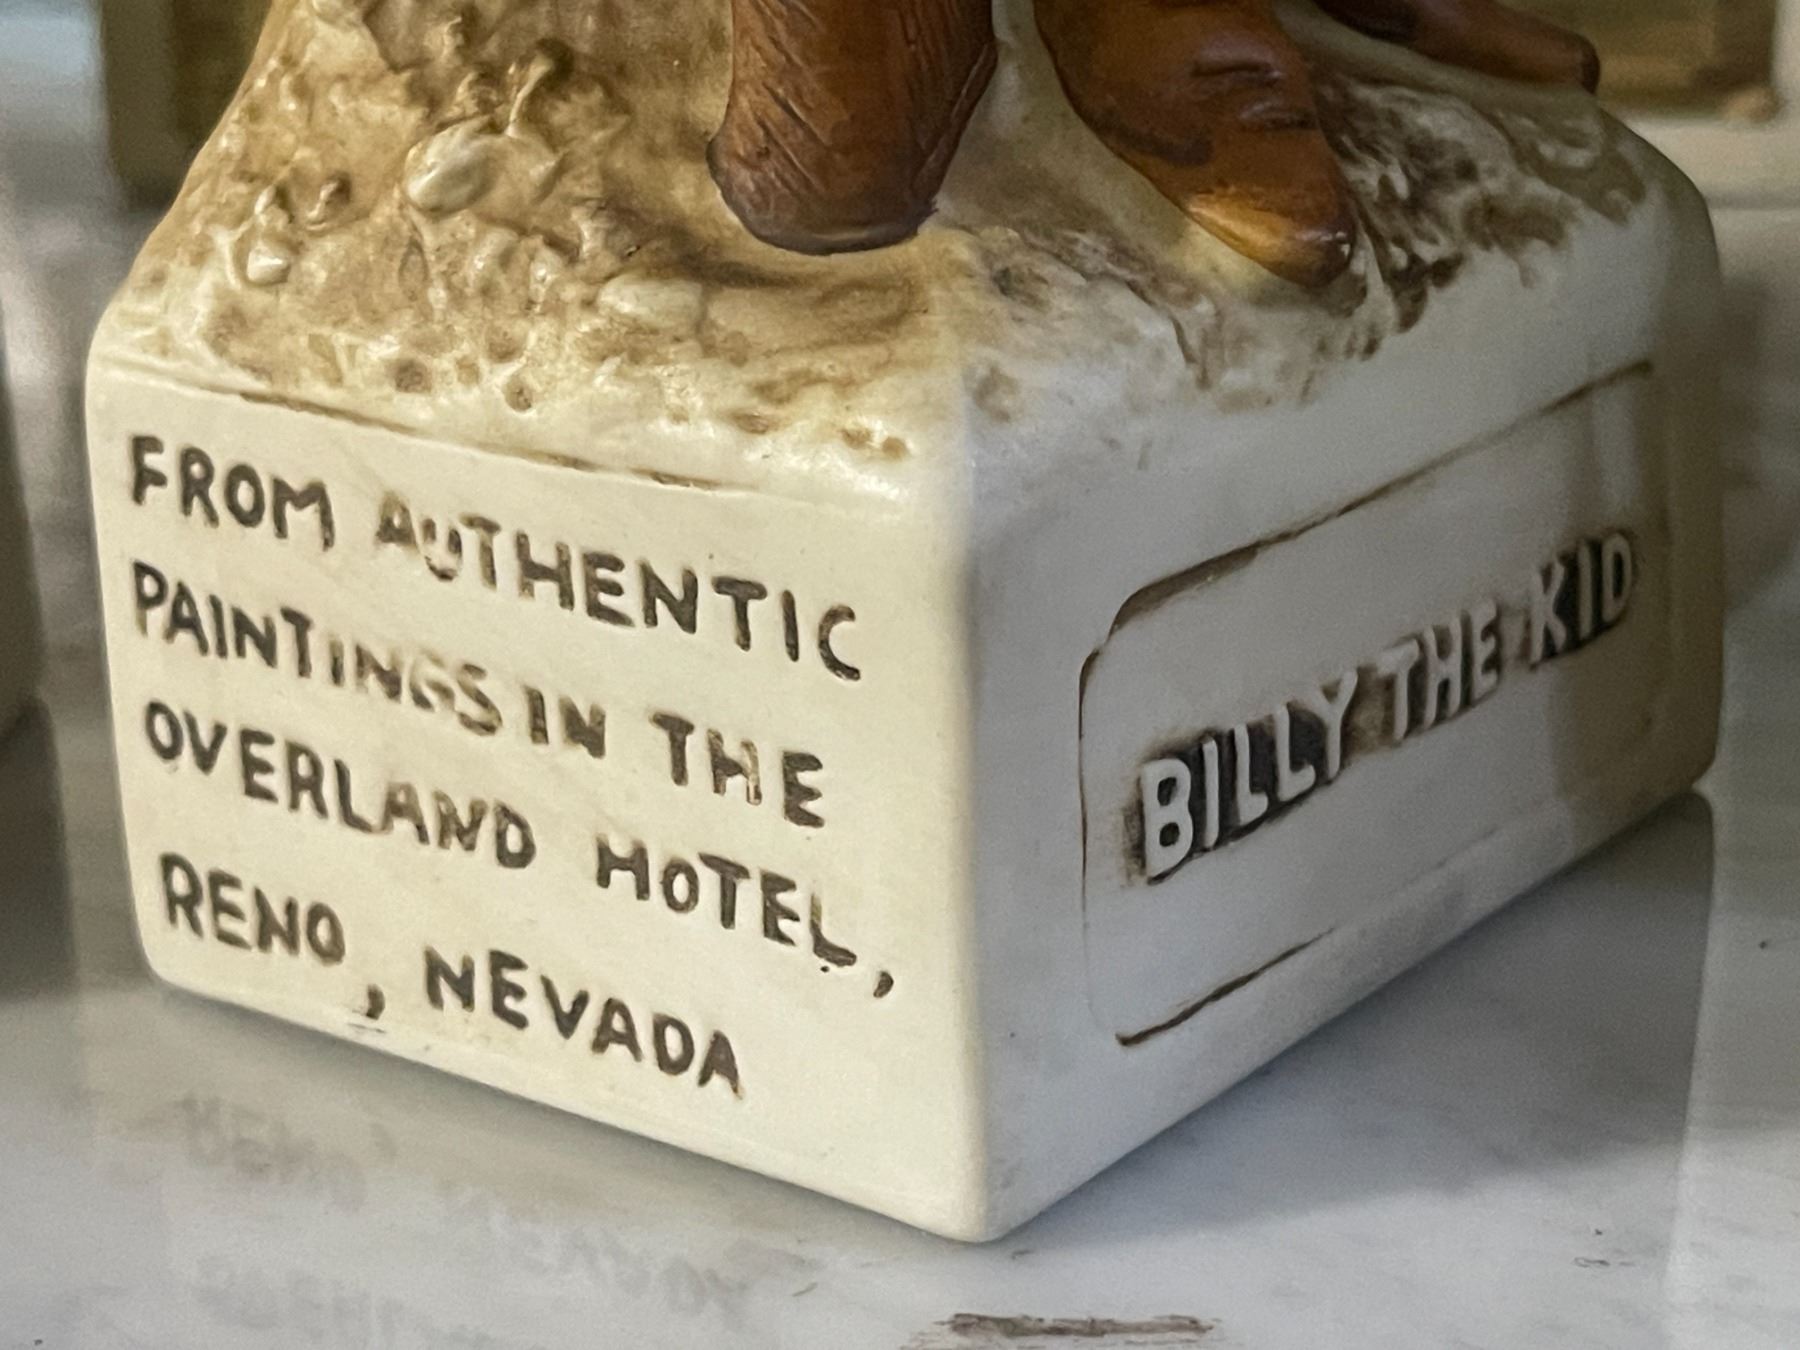 FROM AUTHENTIC
PAINTINGS IN THE
OVERLAND HOTEL,
RENO, NEVADA
BILLY THE KID